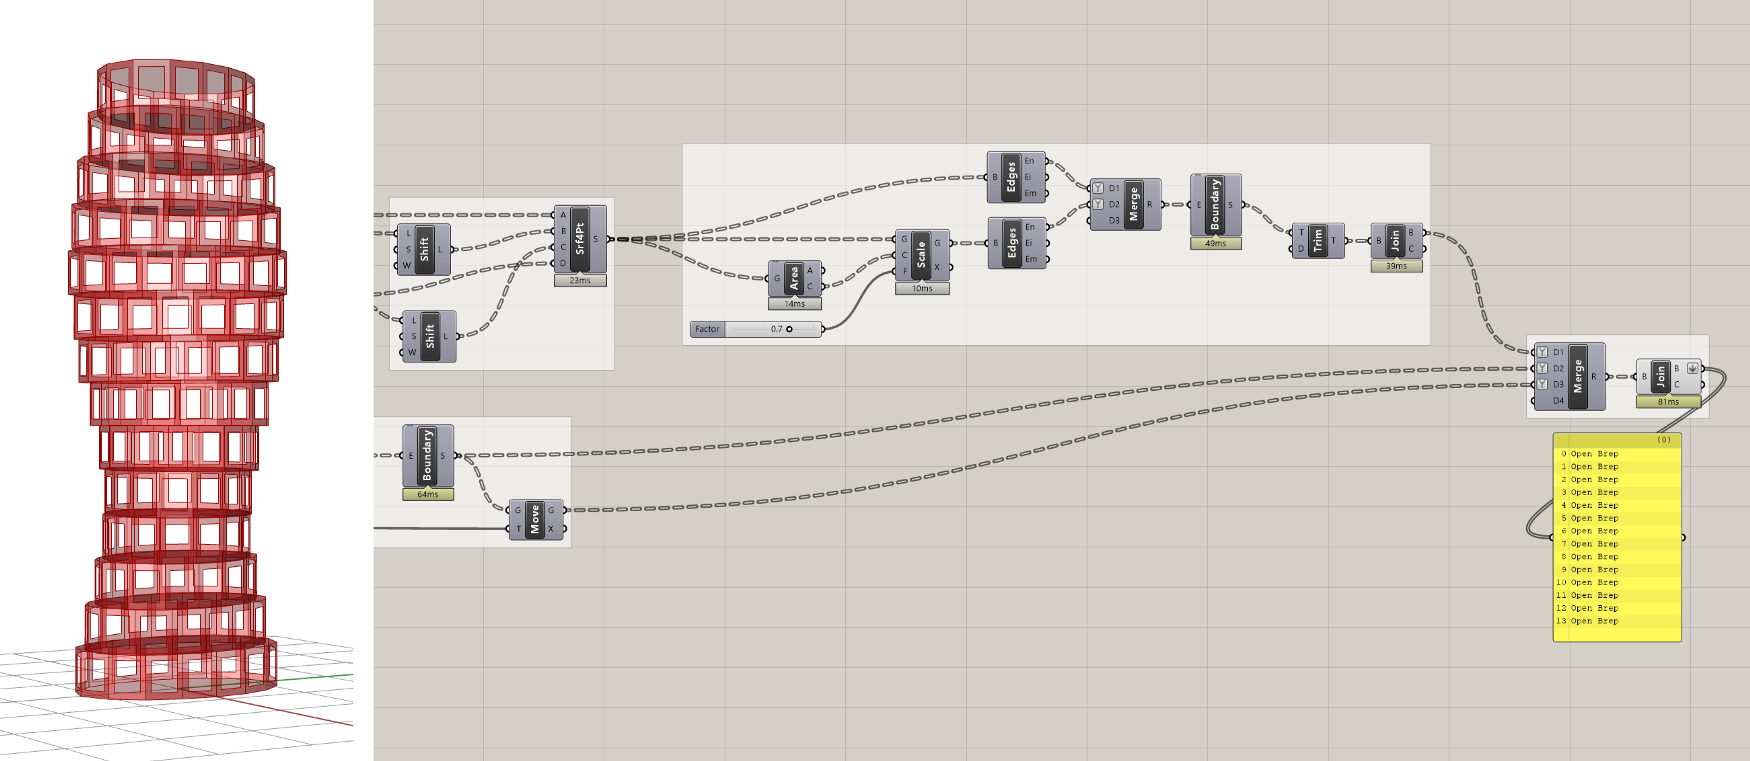 L
S
W
Shift
L
L
S
W
Shift
L
A
B
C
D
Srf4Pt
S
23ms
G
Area
A
C
14ms
Factor
0.7
G
C
F
Scale
G
X
10ms
B
Edges
En
Ei
Em
B
Edges
En
Ei
Em
D1
D2
D3
Merge
R
E
Boundary
S
49ms
T
D
Trim
T
B
Join
B
C
39ms
E
Boundary
S
64ms
G
T
Move
G
X
D1
D2
D3
D4
Merge
R
B
Join
B
C
81ms
{0}
0 Open Brep
1 Open Brep
2 Open Brep
3 Open Brep
4 Open Brep
5 Open Brep
6 Open Brep
7 Open Brep
8 Open Brep
9 Open Brep
10 Open Brep
11 Open Brep
12 Open Brep
13 Open Brep